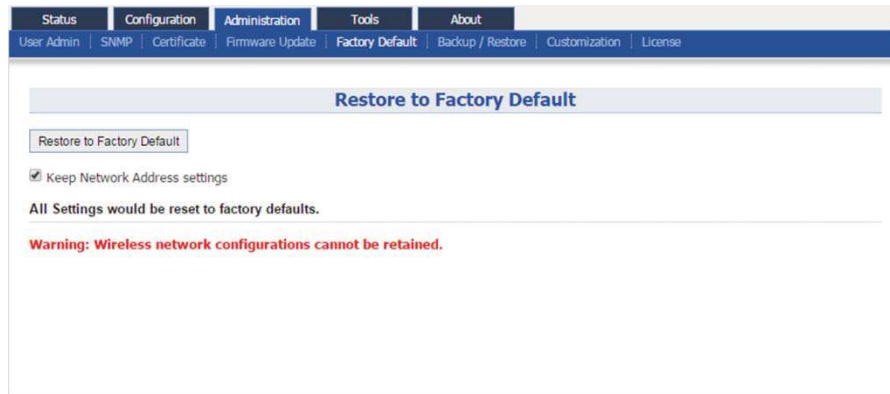 Status Configuration Administration Tools About
User Admin SNMP Certificate Firmware Update Factory Default Backup / Restore Customization License
Restore to Factory Default
Restore to Factory Default
Keep Network Address settings
All Settings would be reset to factory defaults.
Warning: Wireless network configurations cannot be retained.